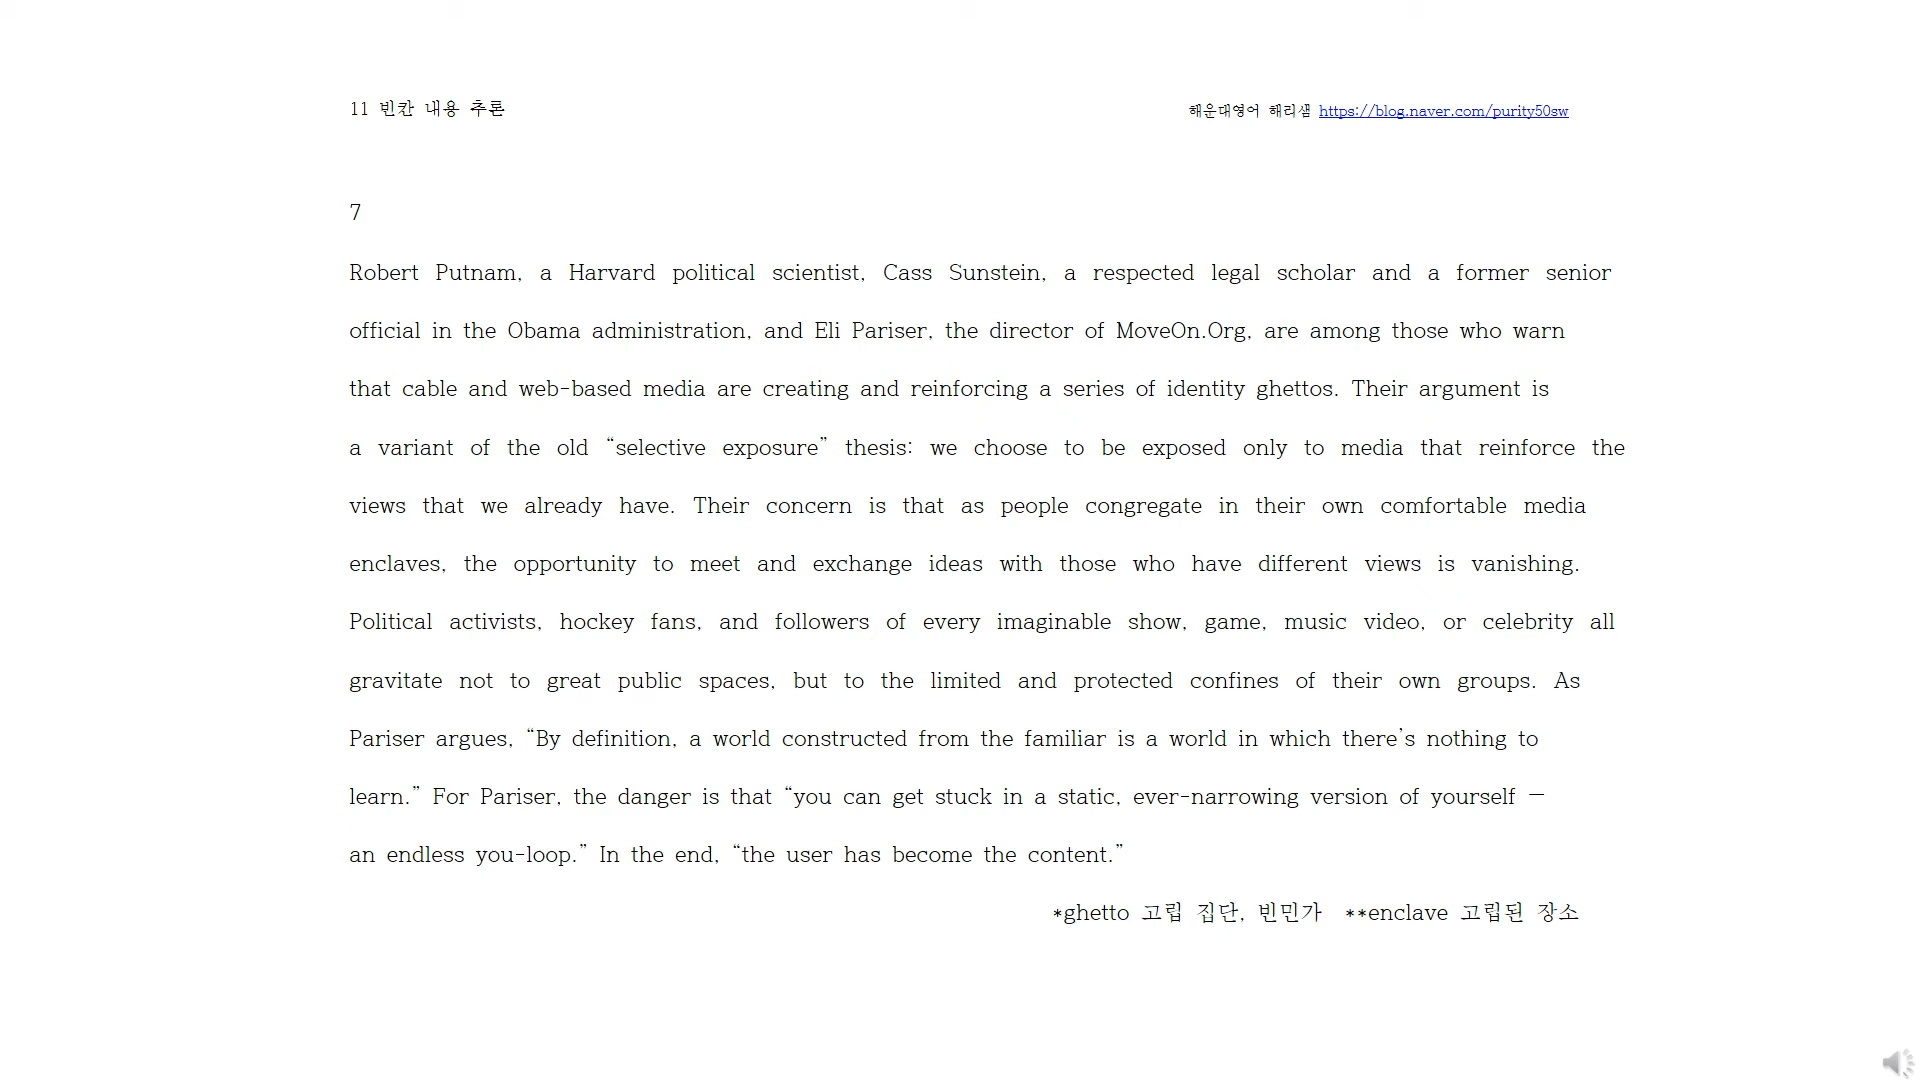 11 빈칸 내용 추론
해운대영어 해리샘 https://blog.naver.com/purity50sw
7
Robert Putnam, a Harvard political scientist, Cass Sunstein, a respected legal scholar and a former senior
official in the Obama administration, and Eli Pariser, the director of MoveOn.Org, are among those who warn
that cable and web-based media are creating and reinforcing a series of identity ghettos. Their argument is
a variant of the old “selective exposure” thesis: we choose to be exposed only to media that reinforce the
views that we already have. Their concern is that as people congregate in their own comfortable media
enclaves, the opportunity to meet and exchange ideas with those who have different views is vanishing.
Political activists, hockey fans, and followers of every imaginable show, game, music video, or celebrity all
gravitate not to great public spaces, but to the limited and protected confines of their own groups. As
Pariser argues, “By definition, a world constructed from the familiar is a world in which there’s nothing to
learn.” For Pariser, the danger is that “you can get stuck in a static, ever-narrowing version of yourself —
an endless you-loop.” In the end, “the user has become the content.”
*ghetto 고립 집단, 빈민가 **enclave 고립된 장소